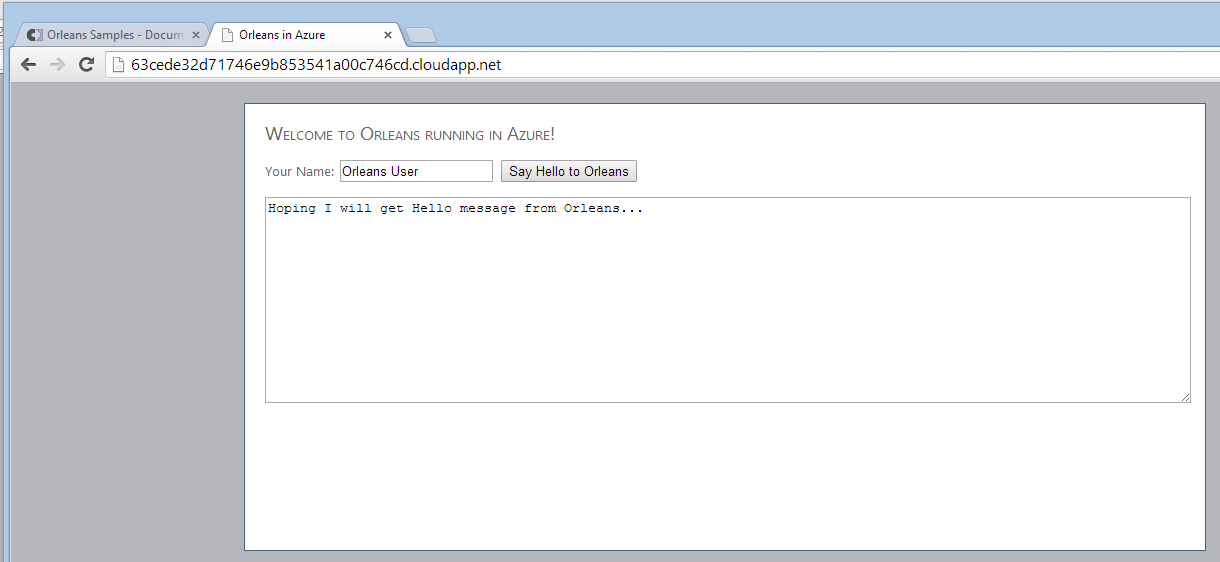 Orleans Samples - Docum
Orleans in Azure
63cede32d71746e9b853541a00c746cd.cloudapp.net
Welcome to Orleans running in Azure!
Your Name: Orleans User Say Hello to Orleans
Hoping I will get Hello message from Orleans...